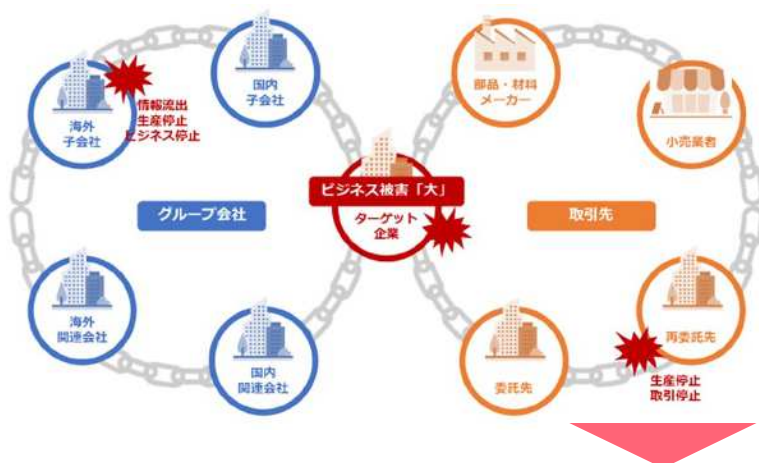 国内
子会社
部品・材料
メーカー
海外
子会社
情報流出
生産停止
ビジネス停止
小売業者
ビジネス被害「大」
ターゲット
企業
グループ会社
取引先
海外
関連会社
国内
関連会社
委託先
再委託先
生産停止
取引停止